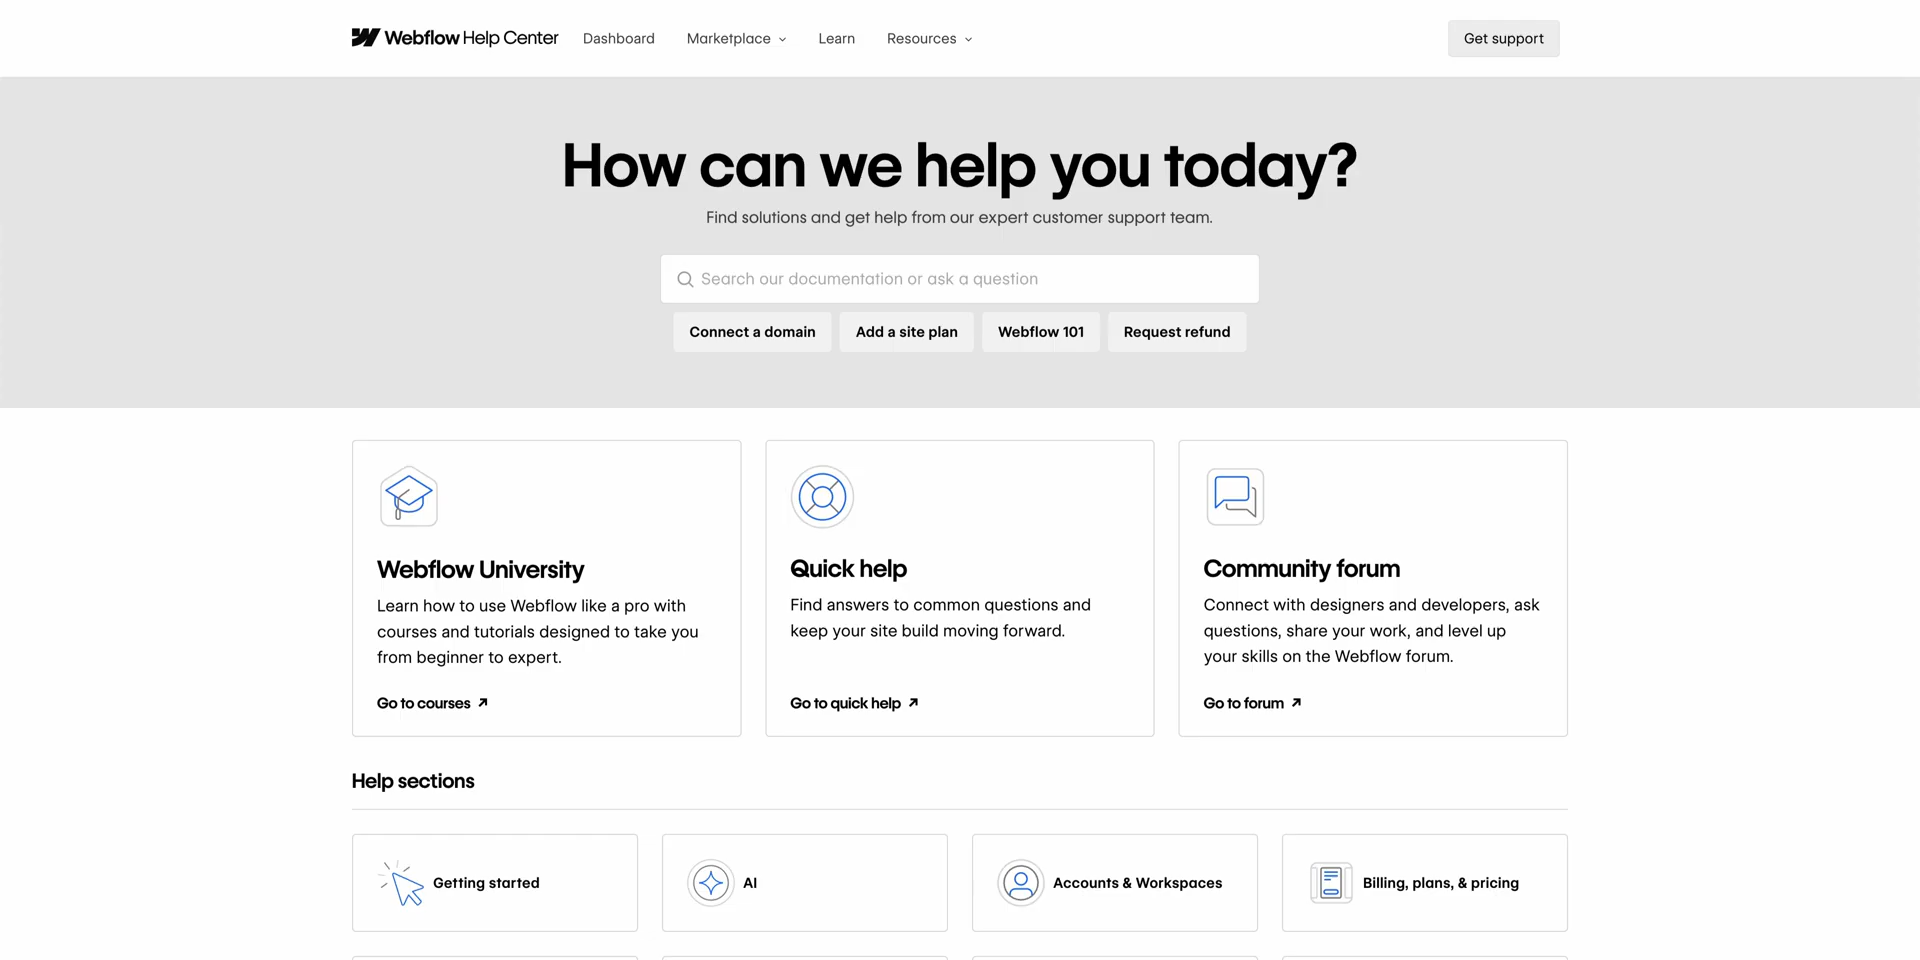 Webflow Help Center
Dashboard
Marketplace
Learn
Resources
Get support
How can we help you today?
Find solutions and get help from our expert customer support team.
Search our documentation or ask a question
Connect a domain
Add a site plan
Webflow 101
Request refund
Webflow University
Learn how to use Webflow like a pro with
courses and tutorials designed to take you
from beginner to expert.
Go to courses
Quick help
Find answers to common questions and
keep your site build moving forward.
Go to quick help
Community forum
Connect with designers and developers, ask
questions, share your work, and level up
your skills on the Webflow forum.
Go to forum
Help sections
Getting started
AI
Accounts & Workspaces
Billing, plans, & pricing